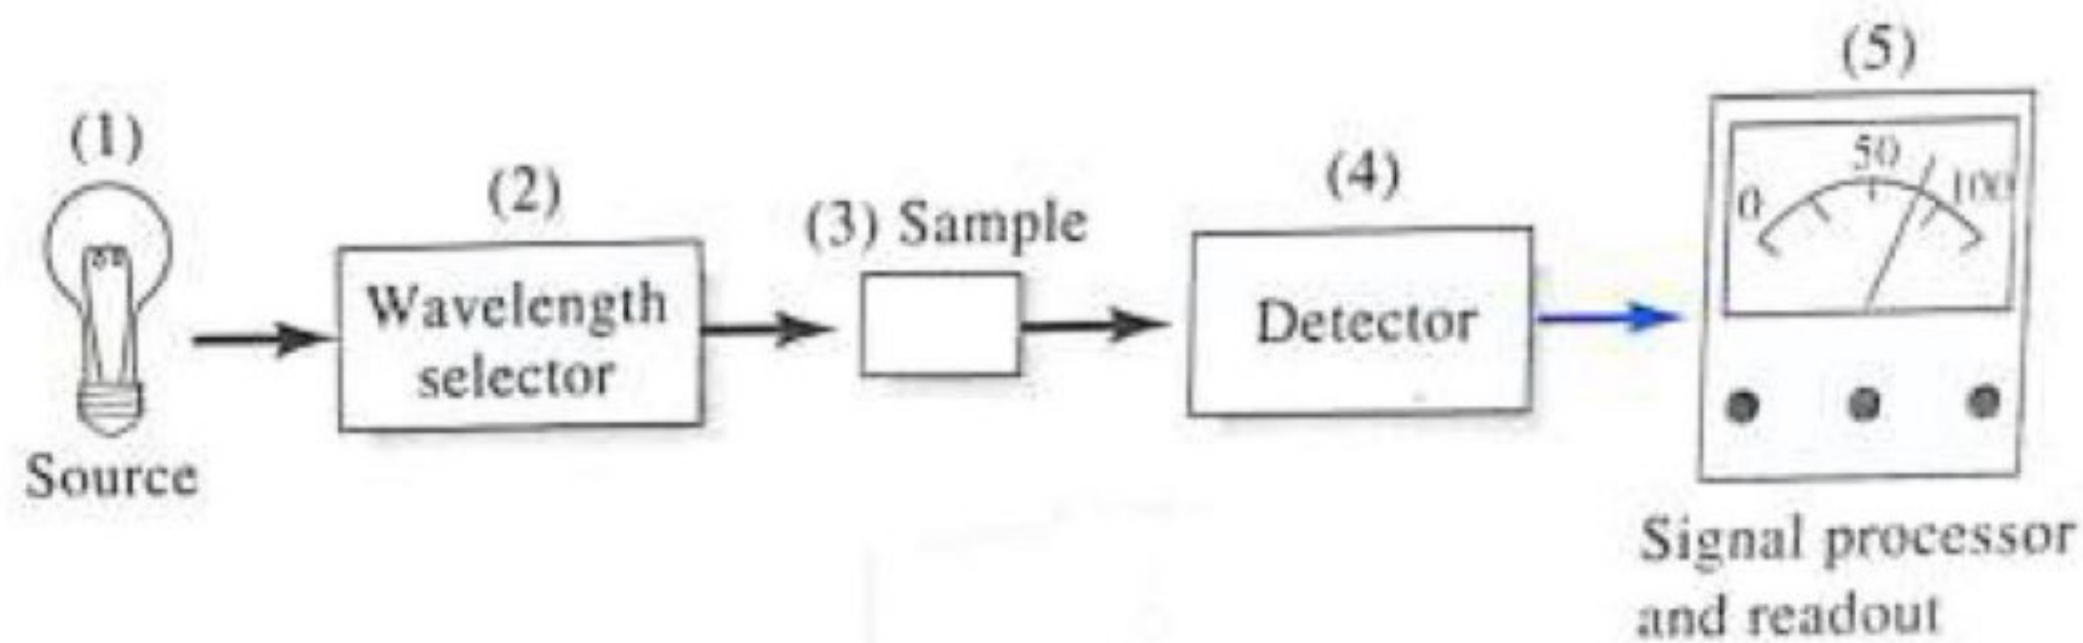 (1)
Source
(2)
Wavelength
selector
(3) Sample
(4)
Detector
(5)
0
50
100
Signal processor
and readout